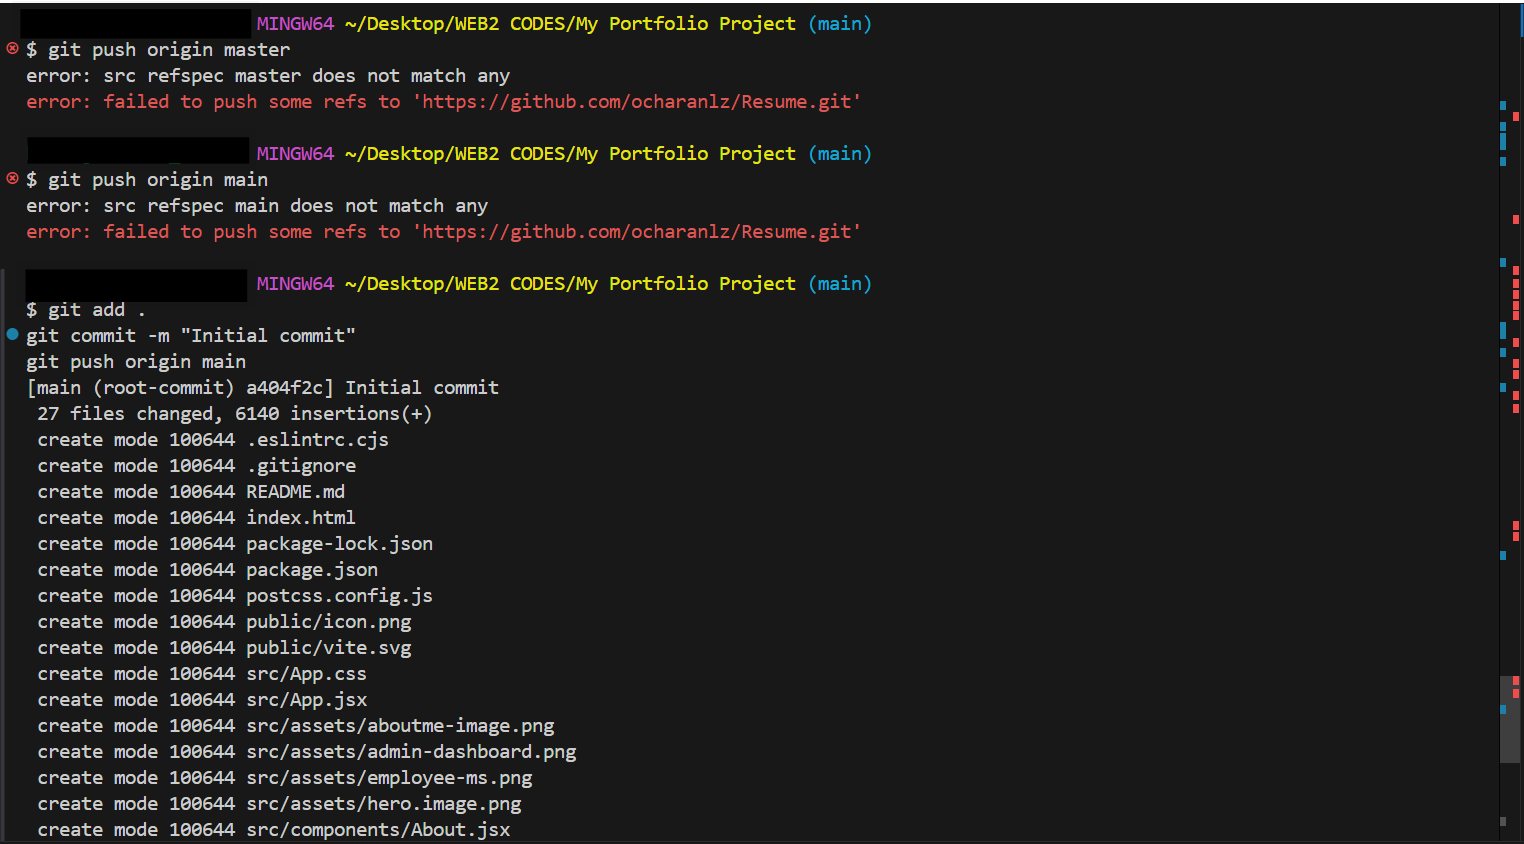 MINGW64 ~/Desktop/WEB2 CODES/My Portfolio Project (main)
$ git push origin master
error: src refspec master does not match any
error: failed to push some refs to 'https://github.com/ocharanlz/Resume.git'
MINGW64 ~/Desktop/WEB2 CODES/My Portfolio Project (main)
$ git push origin main
error: src refspec main does not match any
error: failed to push some refs to 'https://github.com/ocharanlz/Resume.git'
MINGW64 ~/Desktop/WEB2 CODES/My Portfolio Project (main)
$ git add .
git commit -m "Initial commit"
git push origin main
[main (root-commit) a404f2c] Initial commit
 27 files changed, 6140 insertions(+)
 create mode 100644 .eslintrc.cjs
 create mode 100644 .gitignore
 create mode 100644 README.md
 create mode 100644 index.html
 create mode 100644 package-lock.json
 create mode 100644 package.json
 create mode 100644 postcss.config.js
 create mode 100644 public/icon.png
 create mode 100644 public/vite.svg
 create mode 100644 src/App.css
 create mode 100644 src/App.jsx
 create mode 100644 src/assets/aboutme-image.png
 create mode 100644 src/assets/admin-dashboard.png
 create mode 100644 src/assets/employee-ms.png
 create mode 100644 src/assets/hero.image.png
 create mode 100644 src/components/About.jsx